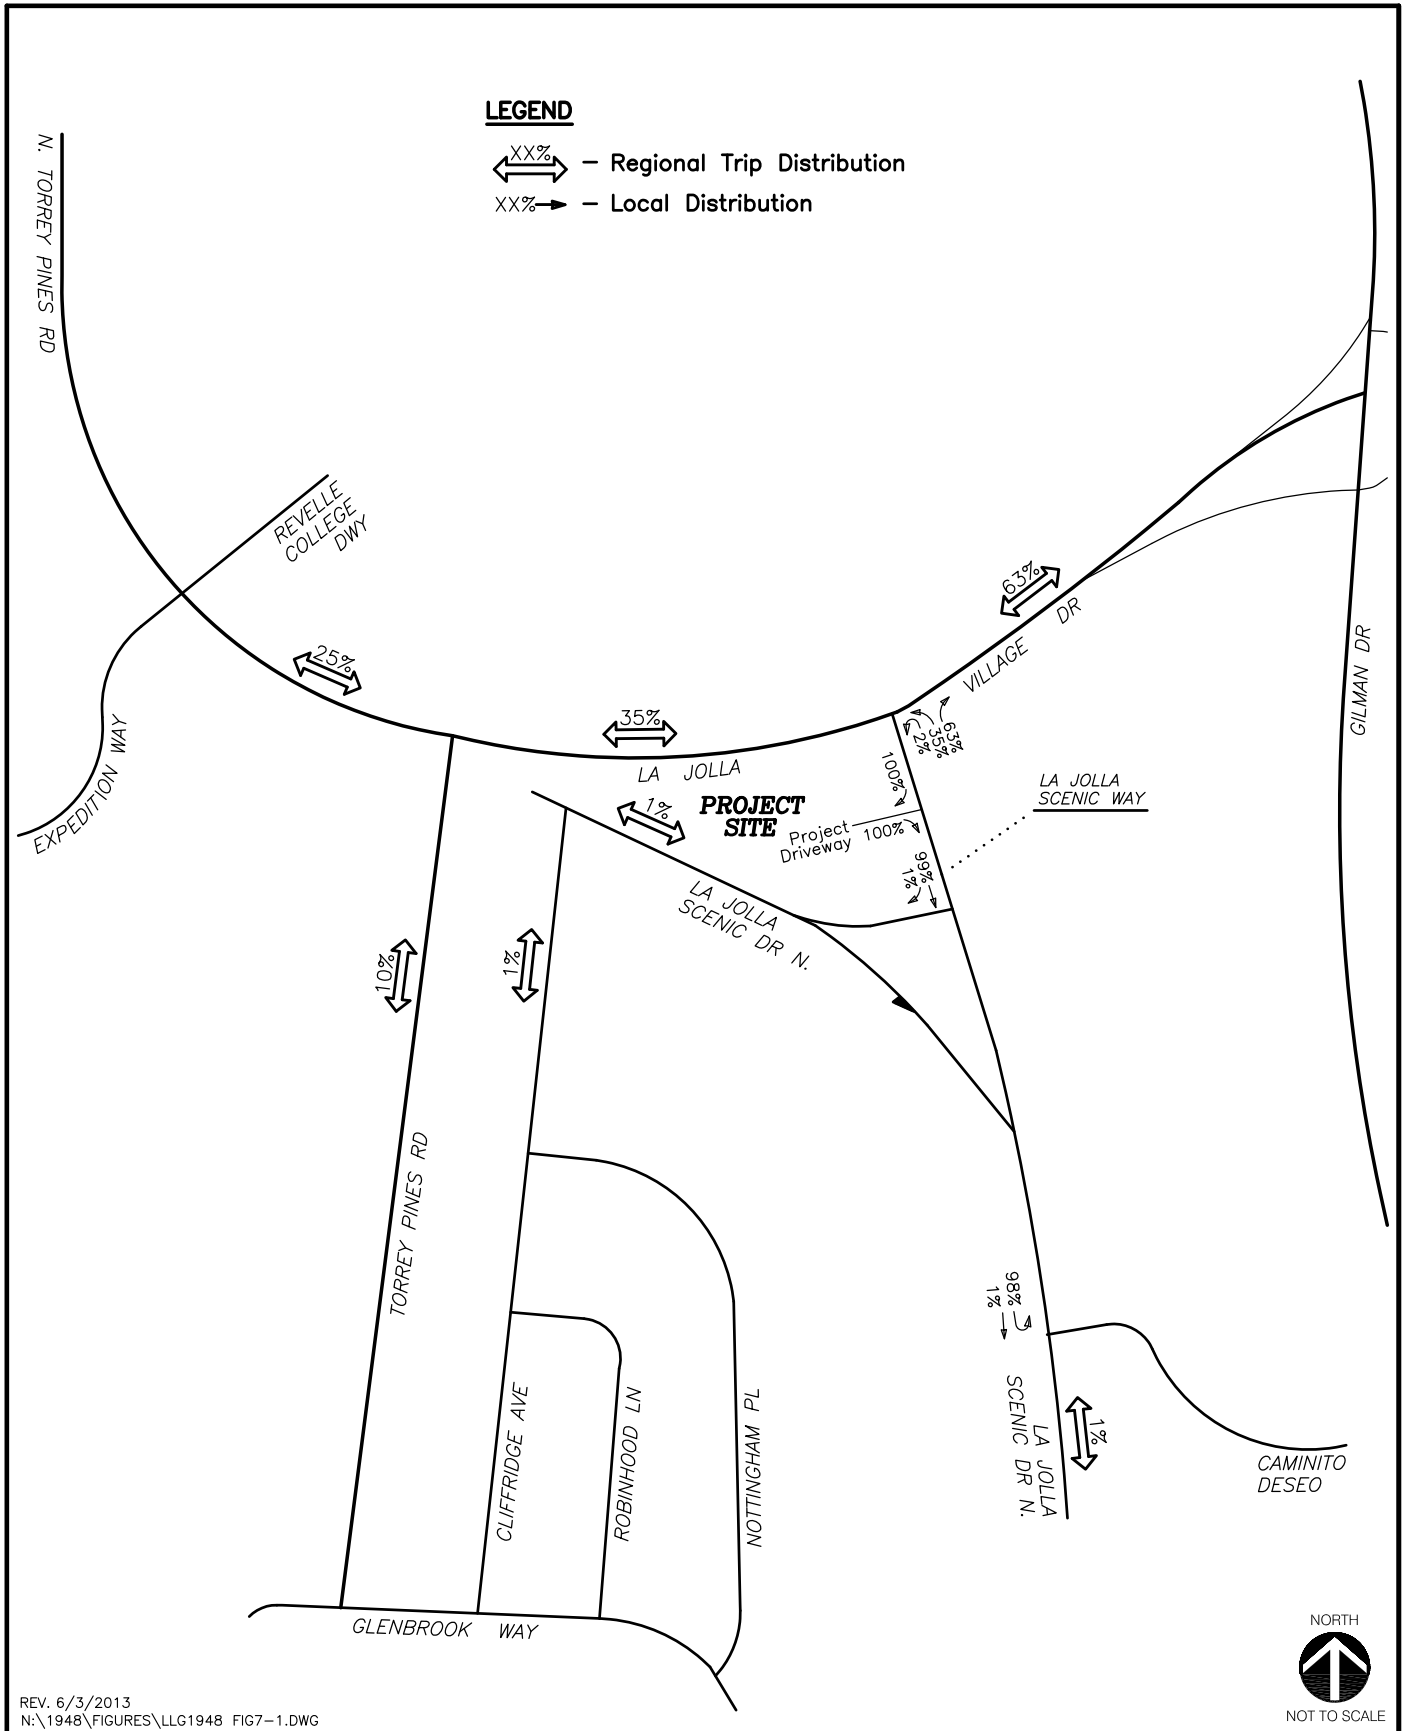 LEGEND
XX% – Regional Trip Distribution
XX% – Local Distribution
N. TORREY PINES RD
REVELLE
COLLEGE
DWY
63%
DR
VILLAGE
GILMAN DR
25%
35%
LA JOLLA
63%
35%
2%
EXPEDITION WAY
100%
LA JOLLA
SCENIC WAY
1%
PROJECT
SITE
Project
Driveway
100%
99%
1%
LA JOLLA
SCENIC DR N.
10%
1%
TORREY PINES RD
98%
1%
CLIFFRIDGE AVE
ROBINHOOD LN
NOTTINGHAM PL
LA JOLLA
SCENIC DR N.
1%
CAMINITO
DESEO
GLENBROOK WAY
NORTH
NOT TO SCALE
REV. 6/3/2013
N:\1948\FIGURES\LLG1948 FIG7-1.DWG